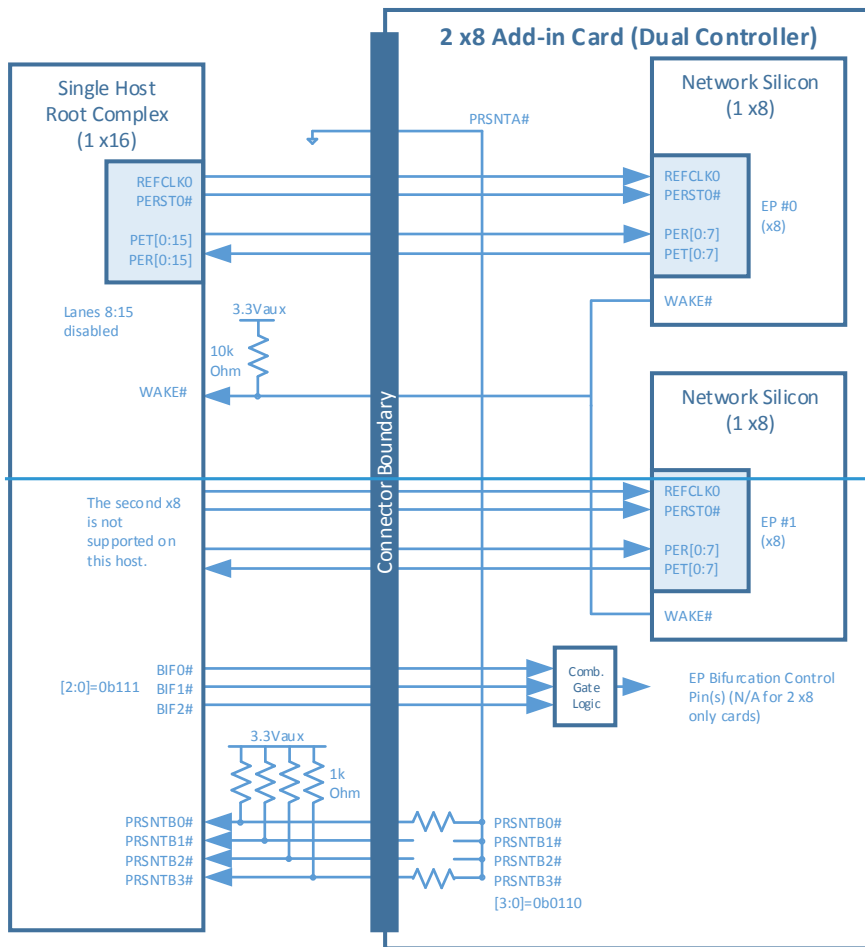 2 x8 Add-in Card (Dual Controller)
Single Host
Root Complex
(1 x16)
Network Silicon
(1 x8)
PRSNTA#
REFCLK0
PERST0#
PET[0:15]
PER[0:15]
REFCLK0
PERST0#
PER[0:7]
PET[0:7]
EP #0
(x8)
Lanes 8:15
disabled
3.3Vaux
10k
Ohm
WAKE#
WAKE#
Connector Boundary
Network Silicon
(1 x8)
The second x8
is not
supported on
this host.
REFCLK0
PERST0#
PER[0:7]
PET[0:7]
EP #1
(x8)
WAKE#
[2:0]=0b111
BIF0#
BIF1#
BIF2#
Comb.
Gate
Logic
EP Bifurcation Control
Pin(s) (N/A for 2 x8
only cards)
3.3Vaux
1k
Ohm
PRSNTB0#
PRSNTB1#
PRSNTB2#
PRSNTB3#
PRSNTB0#
PRSNTB1#
PRSNTB2#
PRSNTB3#
[3:0]=0b0110